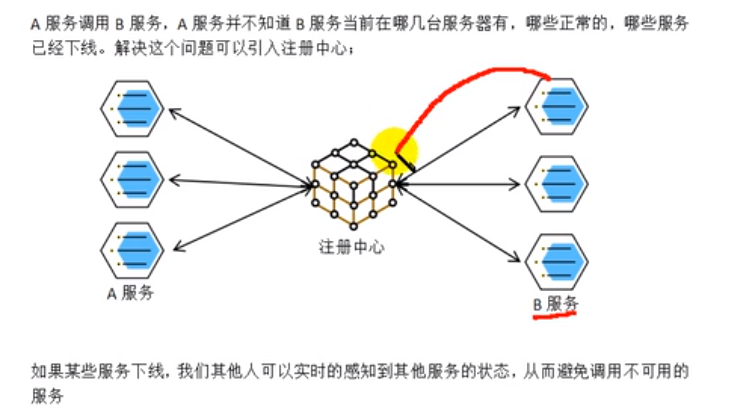 A 服务调用 B 服务，A 服务并不知道 B 服务当前在哪几台服务器有，哪些正常的，哪些服务
已经下线。解决这个问题可以引入注册中心；
注册中心
A 服务
B 服务
如果某些服务下线，我们其他人可以实时的感知到其他服务的状态，从而避免调用不可用的
服务